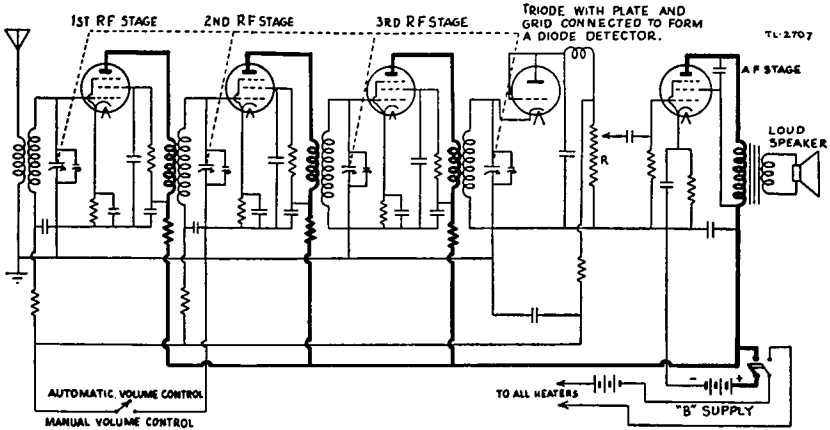 1ST RF STAGE
2ND RF STAGE
3RD RF STAGE
TRIODE WITH PLATE AND
GRID CONNECTED TO FORM
A DIODE DETECTOR.
TL-2707
A F STAGE
LOUD
SPEAKER
R
AUTOMATIC VOLUME CONTROL
MANUAL VOLUME CONTROL
TO ALL HEATERS
- +
"B" SUPPLY